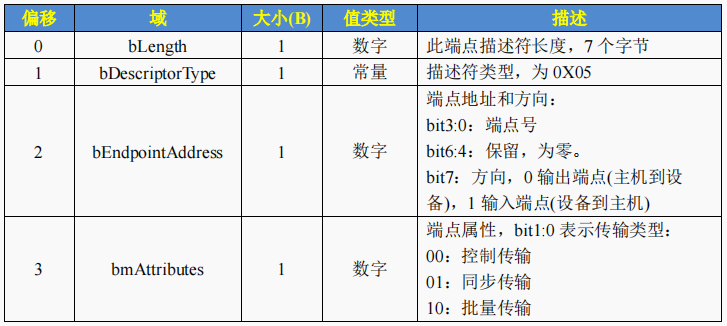 偏移 域 大小(B) 值类型 描述
0 bLength 1 数字 此端点描述符长度，7 个字节
1 bDescriptorType 1 常量 描述符类型，为 0X05
2 bEndpointAddress 1 数字 端点地址和方向：
bit3:0：端点号
bit6:4：保留，为零。
bit7：方向，0 输出端点(主机到设
备)，1 输入端点(设备到主机)
3 bmAttributes 1 数字 端点属性，bit1:0 表示传输类型：
00：控制传输
01：同步传输
10：批量传输